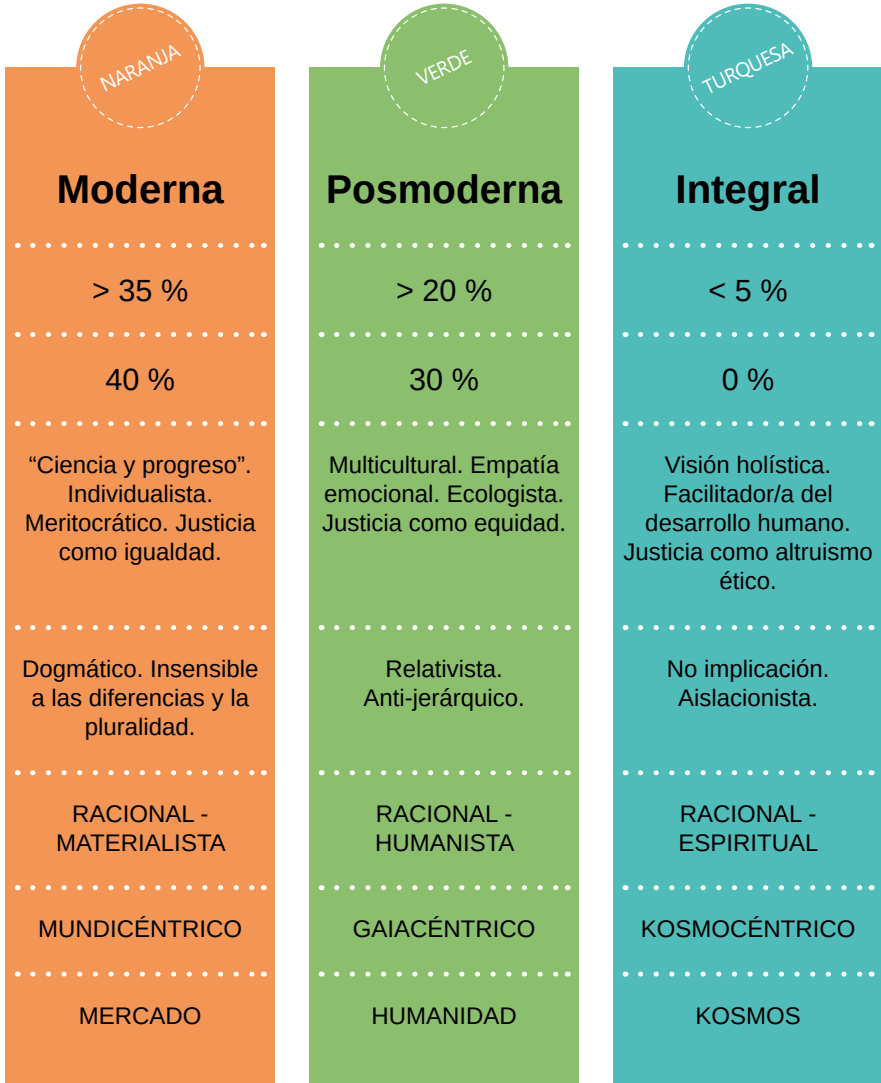 NARANJA
Moderna
> 35 %
40 %
“Ciencia y progreso”.
Individualista.
Meritocrático. Justicia
como igualdad.
Dogmático. Insensible
a las diferencias y la
pluralidad.
RACIONAL -
MATERIALISTA
MUNDICÉNTRICO
MERCADO
VERDE
Posmoderna
> 20 %
30 %
Multicultural. Empatía
emocional. Ecologista.
Justicia como equidad.
Relativista.
Anti-jerárquico.
RACIONAL -
HUMANISTA
GAIACÉNTRICO
HUMANIDAD
TURQUESA
Integral
< 5 %
0 %
Visión holística.
Facilitador/a del
desarrollo humano.
Justicia como altruismo
ético.
No implicación.
Aislacionista.
RACIONAL -
ESPIRITUAL
KOSMOCÉNTRICO
KOSMOS